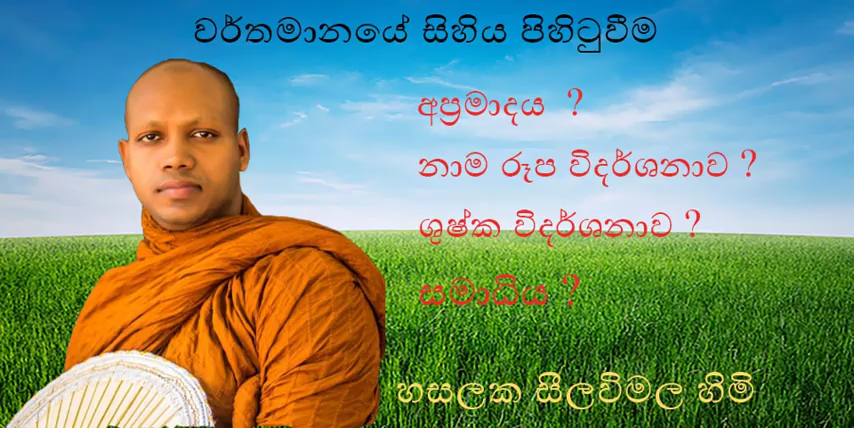 වර්තමානයේ සිහිය පිහිටුවීම
අප්‍රමාදය ?
නාම රූප විදර්ශනාව ?
ශුෂ්ක විදර්ශනාව ?
සමාධිය ?
හසලක සීලවිමල හිමි